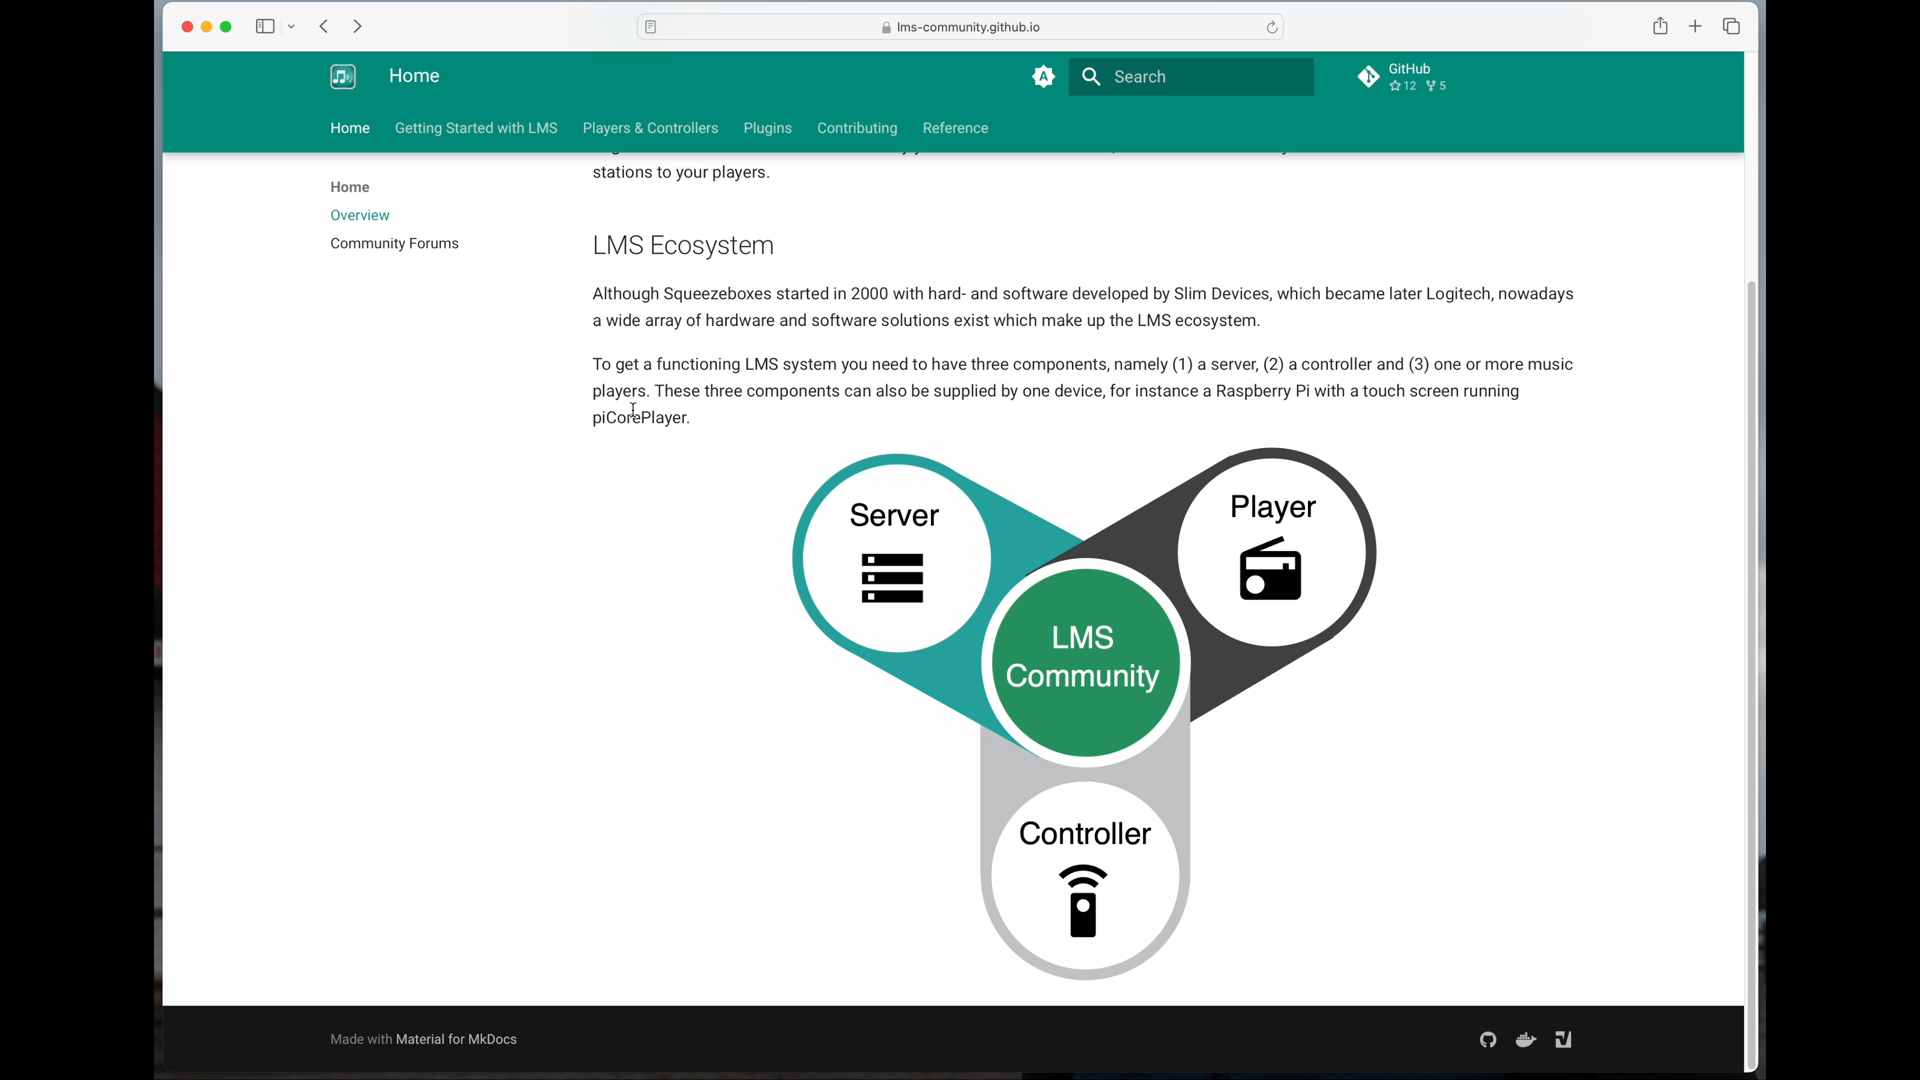 lms-community.github.io
Home
A
Search
GitHub
12 5
Home Getting Started with LMS Players & Controllers Plugins Contributing Reference
stations to your players.
Home
Overview
Community Forums
LMS Ecosystem
Although Squeezeboxes started in 2000 with hard- and software developed by Slim Devices, which became later Logitech, nowadays
a wide array of hardware and software solutions exist which make up the LMS ecosystem.
To get a functioning LMS system you need to have three components, namely (1) a server, (2) a controller and (3) one or more music
players. These three components can also be supplied by one device, for instance a Raspberry Pi with a touch screen running
piCorePlayer.
Server
Player
LMS
Community
Controller
Made with Material for MkDocs